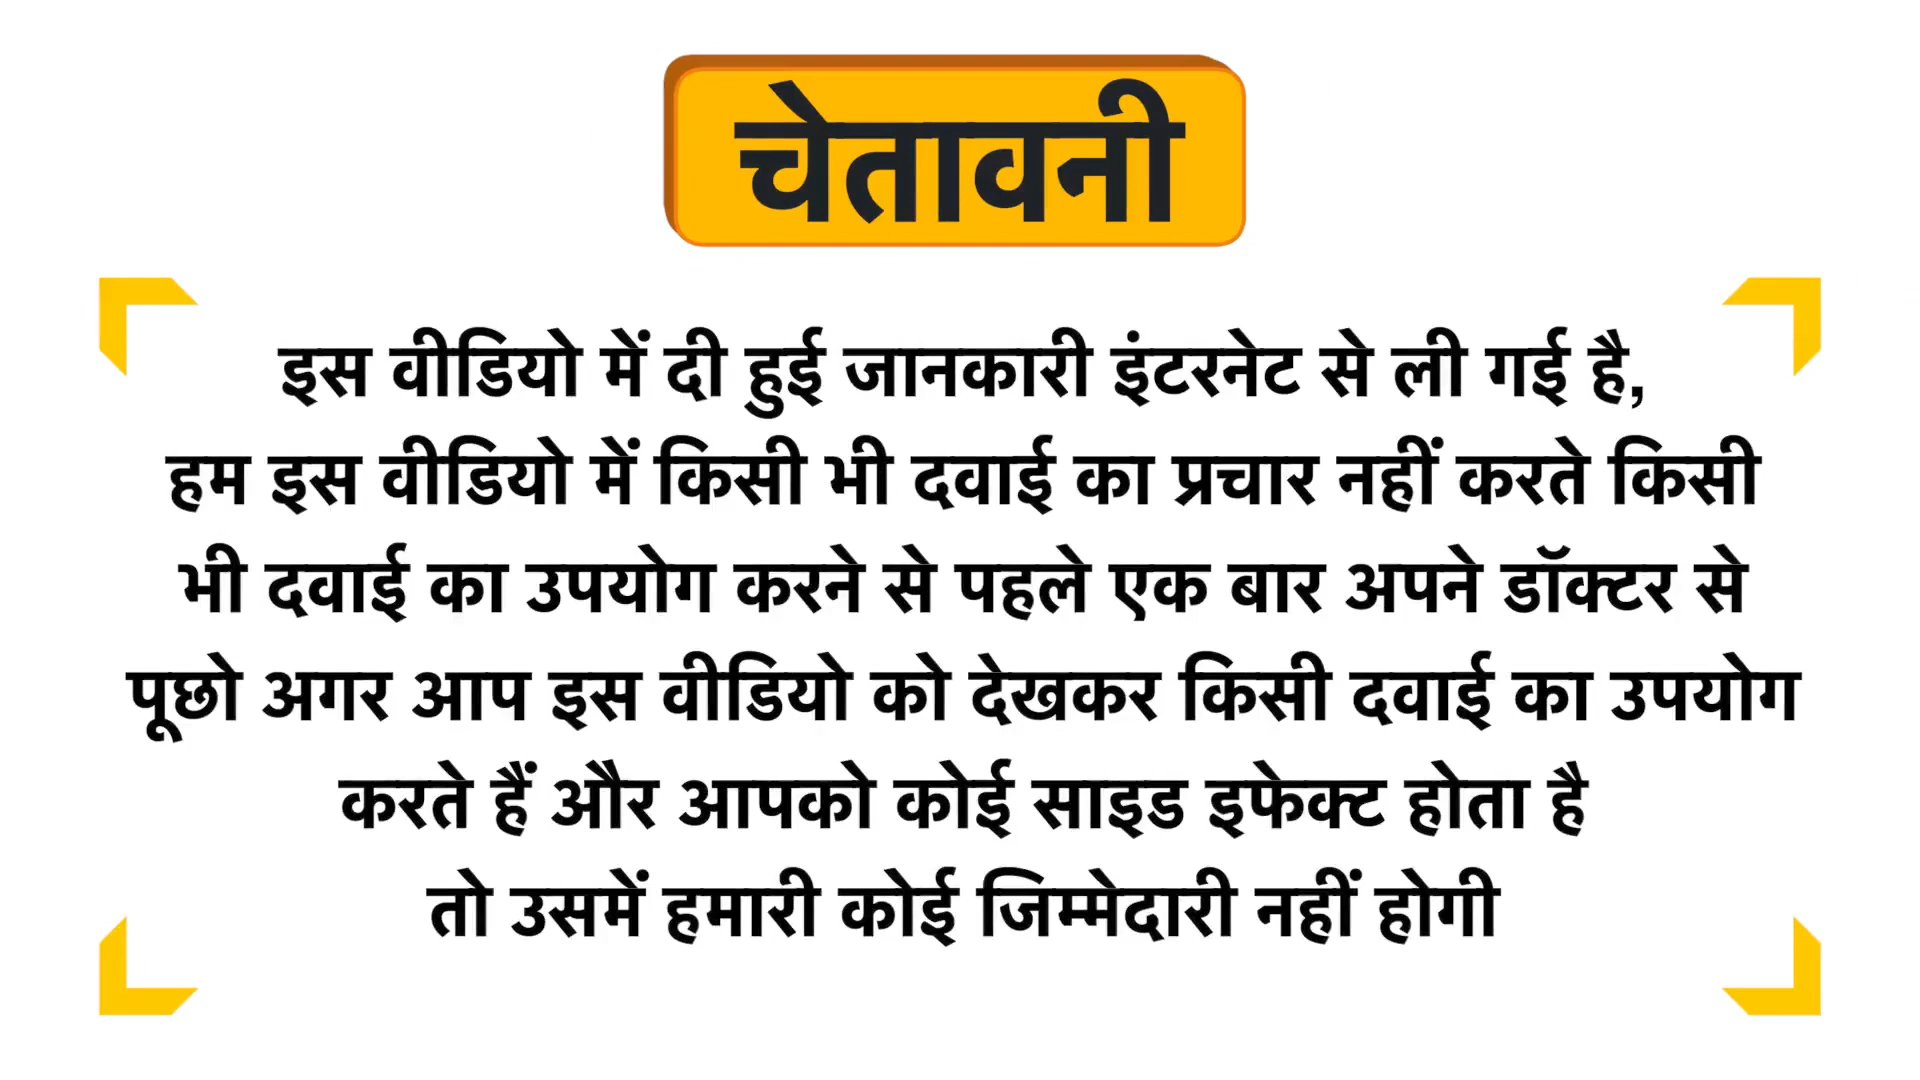 चेतावनी
इस वीडियो में दी हुई जानकारी इंटरनेट से ली गई है,
हम इस वीडियो में किसी भी दवाई का प्रचार नहीं करते किसी
भी दवाई का उपयोग करने से पहले एक बार अपने डॉक्टर से
पूछो अगर आप इस वीडियो को देखकर किसी दवाई का उपयोग
करते हैं और आपको कोई साइड इफेक्ट होता है
तो उसमें हमारी कोई जिम्मेदारी नहीं होगी